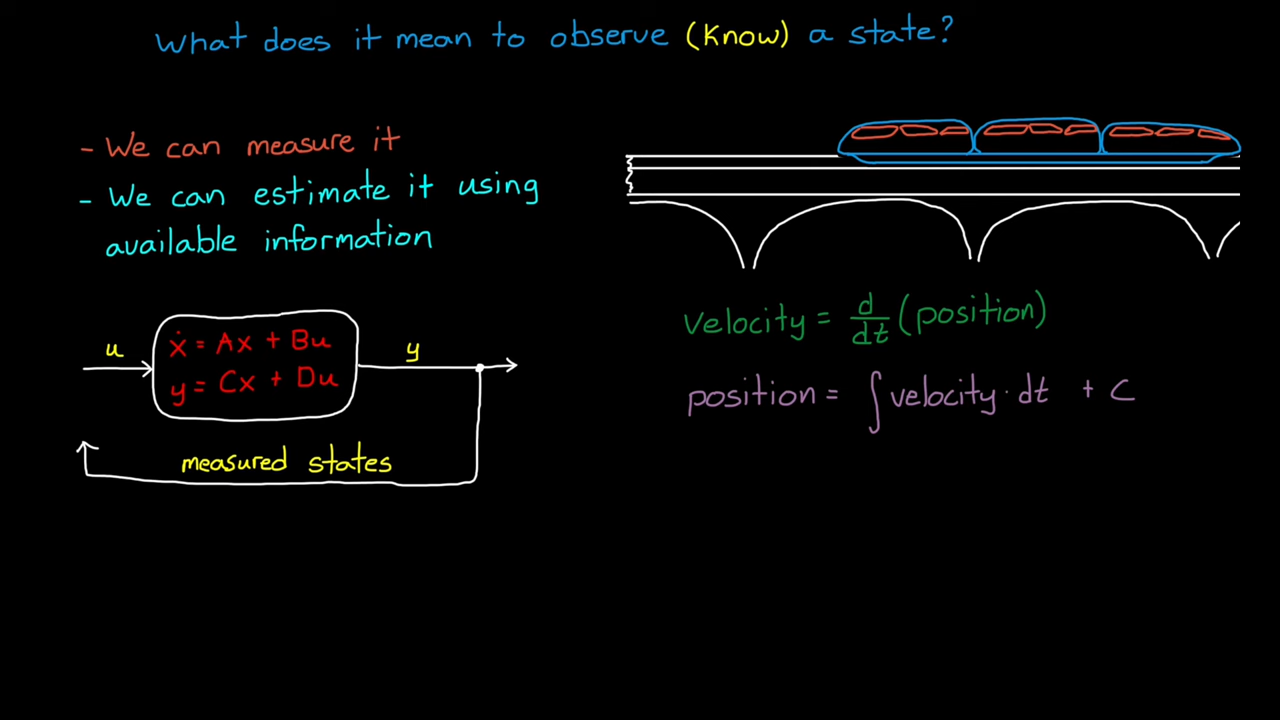 What does it mean to observe (know) a state?
- We can measure it
- We can estimate it using
available information
u
ẋ = Ax + Bu
y = Cx + Du
y
measured states
velocity = d/dt (position)
position = ∫ velocity · dt + C